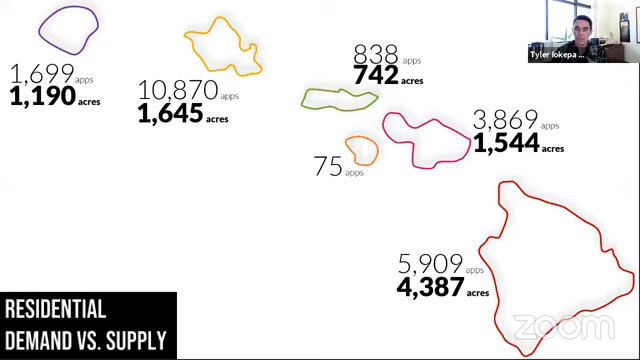 1,699 apps
1,190 acres
10,870 apps
1,645 acres
838 apps
742 acres
75 apps
3,869 apps
1,544 acres
5,909 apps
4,387 acres
RESIDENTIAL
DEMAND VS. SUPPLY
Tyler Iokepa ...
zoom